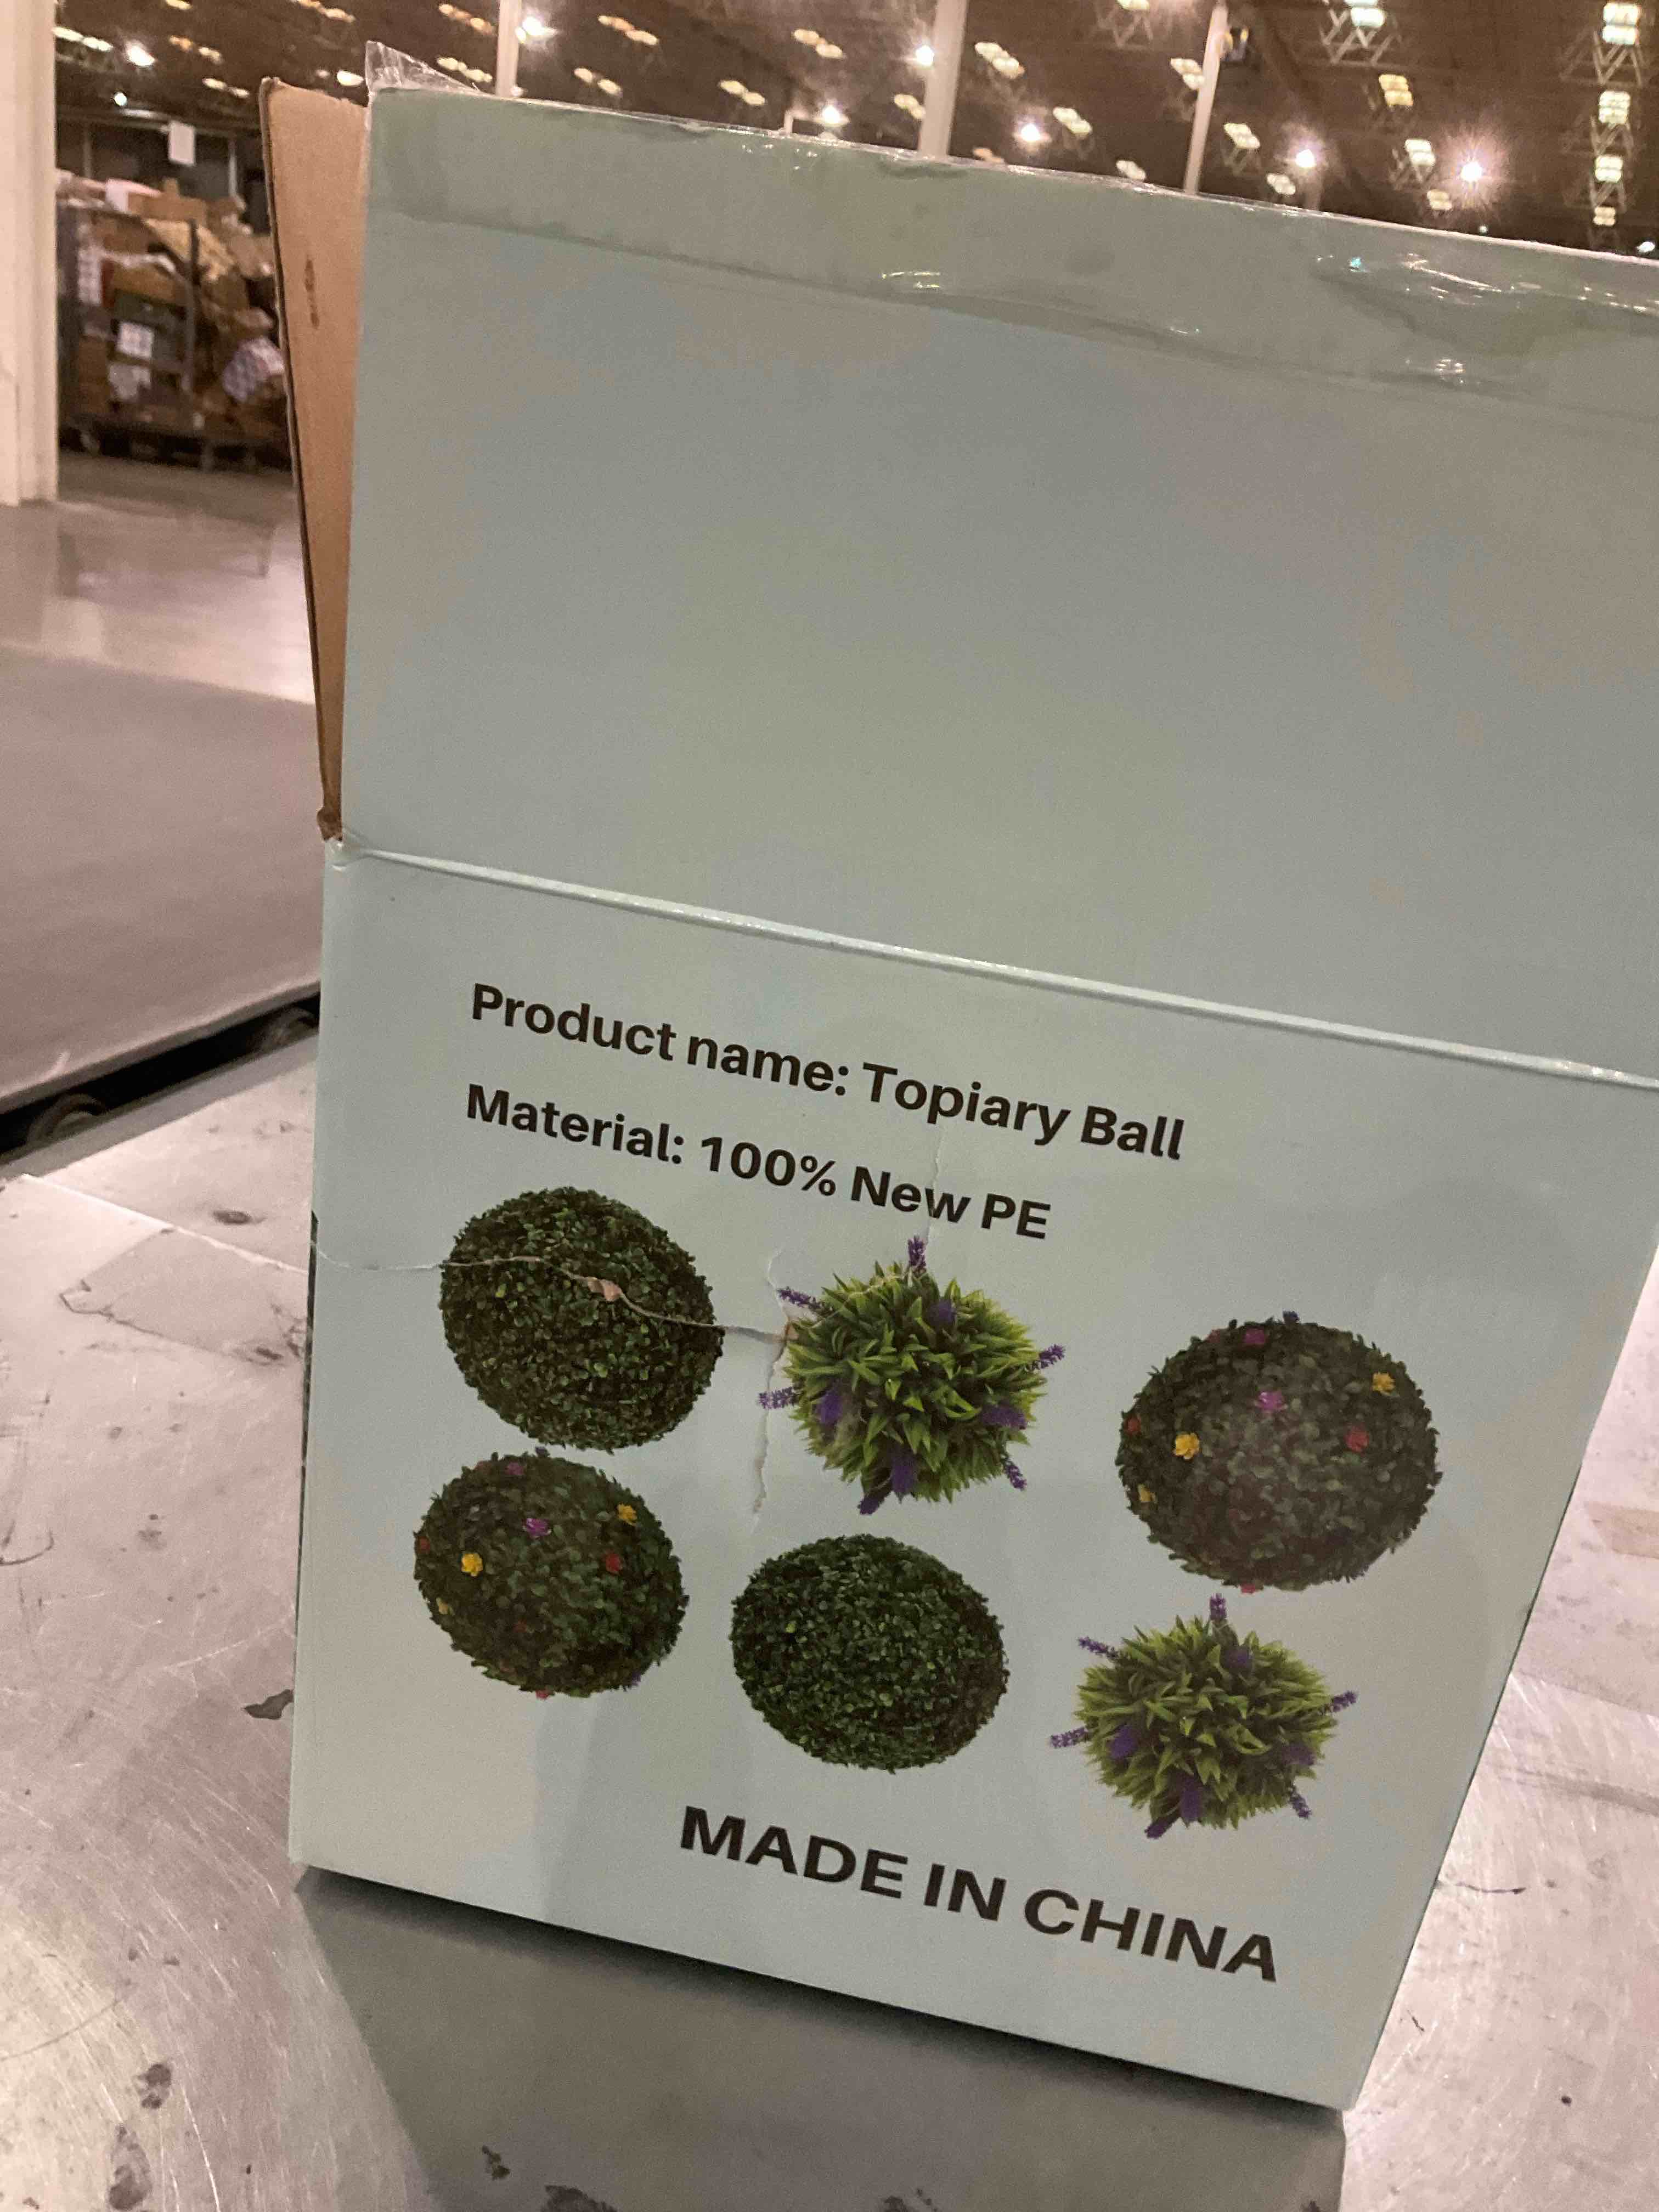 Product name: Topiary Ball
Material: 100% New PE
MADE IN CHINA